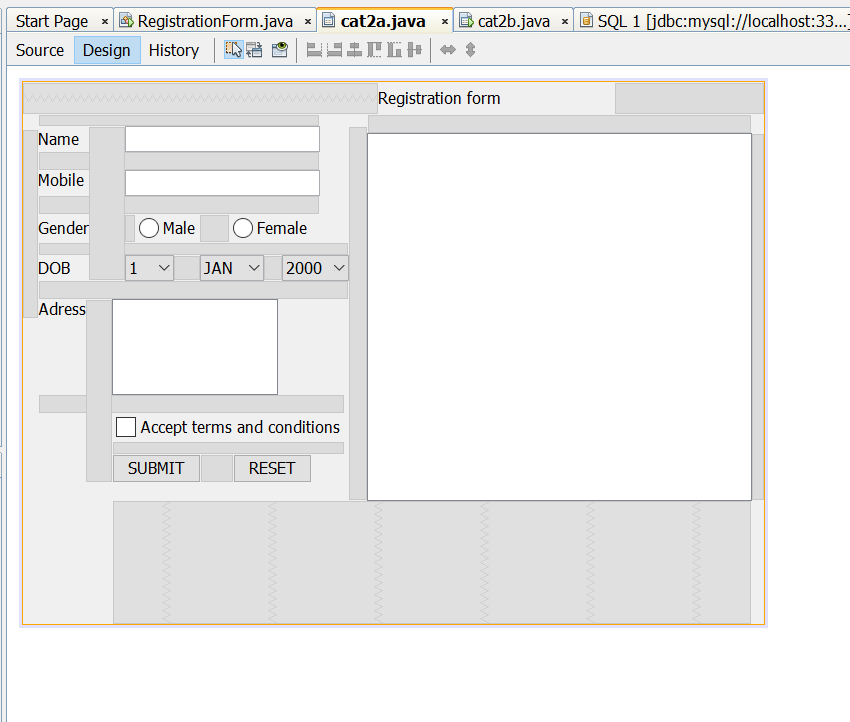 Start Page × RegistrationForm.java × cat2a.java × cat2b.java × SQL 1 [jdbc:mysql://localhost:33...]
Source Design History
Registration form
Name
Mobile
Gender Male Female
DOB 1 JAN 2000
Adress
Accept terms and conditions
SUBMIT RESET